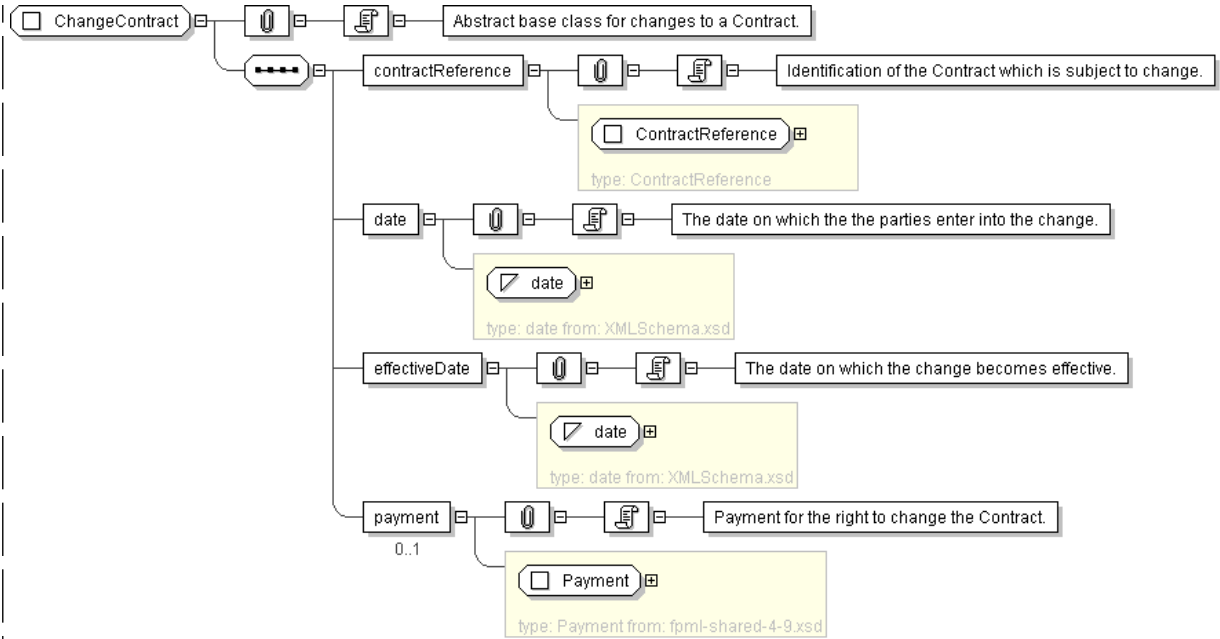 ChangeContract
Abstract base class for changes to a Contract.
contractReference
Identification of the Contract which is subject to change.
ContractReference
type: ContractReference
date
The date on which the the parties enter into the change.
date
type: date from: XMLSchema.xsd
effectiveDate
The date on which the change becomes effective.
date
type: date from: XMLSchema.xsd
payment
Payment for the right to change the Contract.
0..1
Payment
type: Payment from: fpml-shared-4-9.xsd